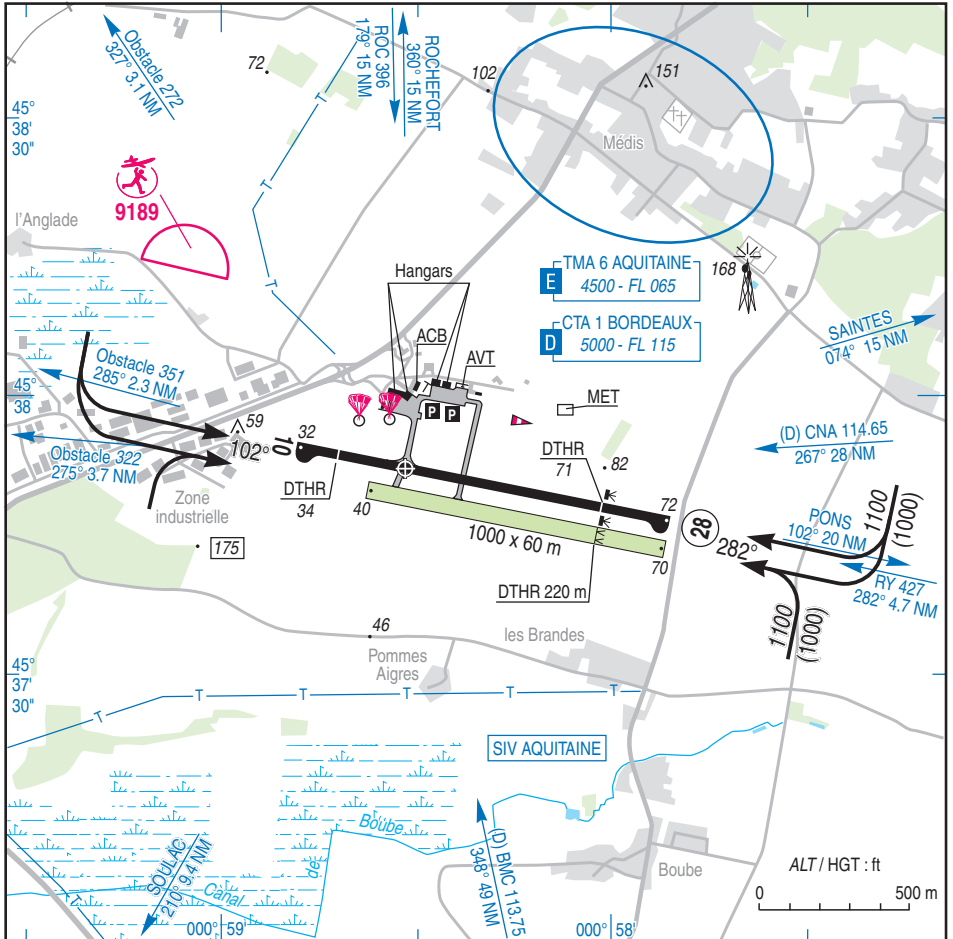 Obstacle 272
327° 3.1 NM
72
ROC 396
179° 15 NM
ROCHEFORT
360° 15 NM
102
151
Médis
45°
38'
30"
9189
l'Anglade
Hangars
ACB
AVT
E
TMA 6 AQUITAINE
4500 - FL 065
D
CTA 1 BORDEAUX
5000 - FL 115
168
SAINTES
074° 15 NM
45°
38
Obstacle 351
285° 2.3 NM
Obstacle 322
275° 3.7 NM
59
102°
10
32
P
P
MET
DTHR
71
82
(D) CNA 114.65
267° 28 NM
DTHR
34
40
1000 x 60 m
72
70
28
282°
DTHR 220 m
PONS
102° 20 NM
1100
(1000)
RY 427
282° 4.7 NM
1100
(1000)
Zone
industrielle
175
46
Pommes
Aigres
les Brandes
45°
37'
30"
T
T
T
T
T
T
T
T
T
T
SIV AQUITAINE
SOULAC
210° 9.4 NM
Canal
de
Boube
(D) BMC 113.75
348° 49 NM
Boube
ALT / HGT : ft
0
500 m
000° 59'
000° 58'